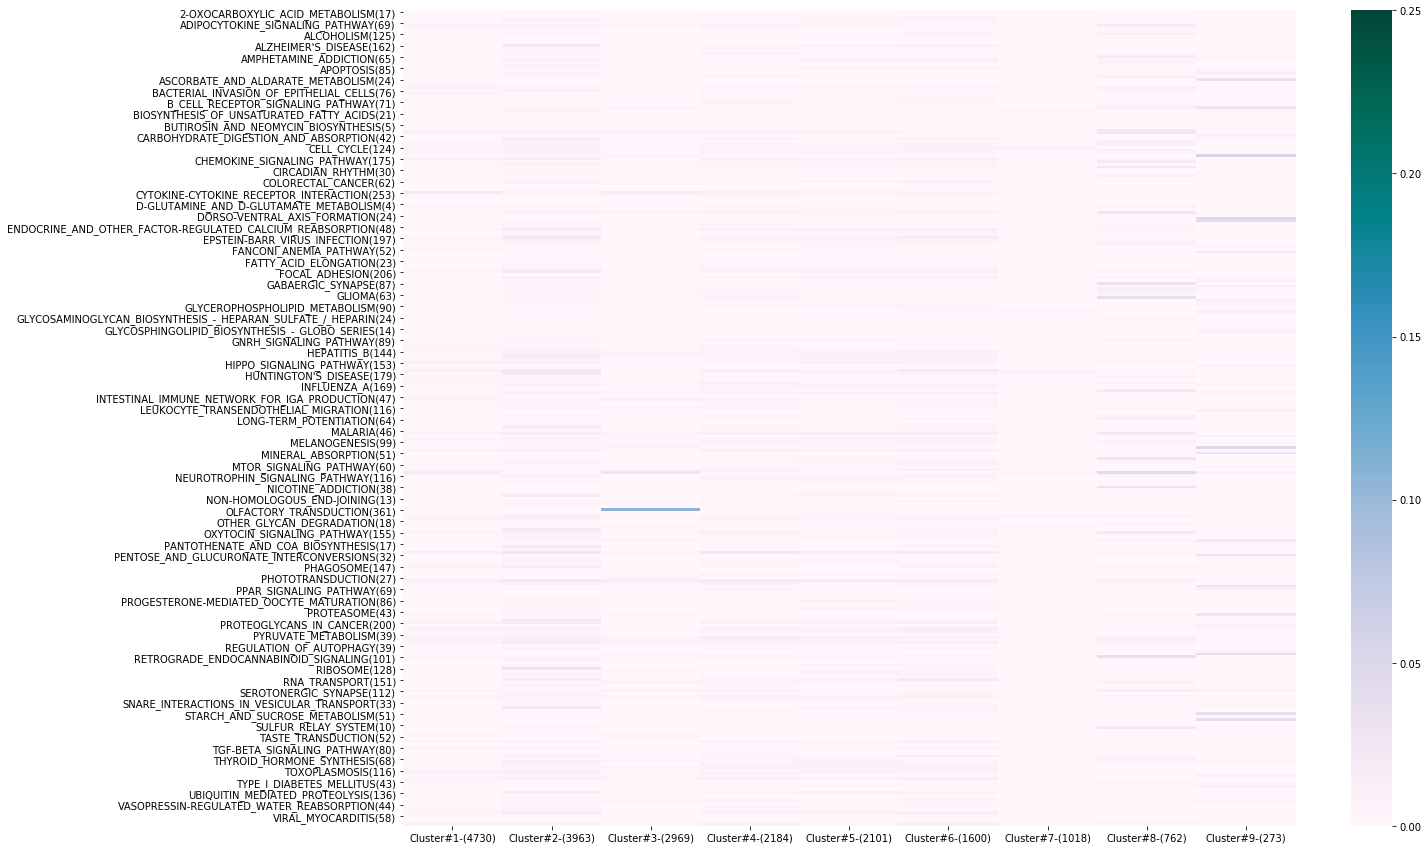 2-OXOCARBOXYLIC_ACID_METABOLISM(17)
ADIPOCYTOKINE_SIGNALING_PATHWAY(69)
ALCOHOLISM(125)
ALZHEIMER'S_DISEASE(162)
AMPHETAMINE_ADDICTION(65)
APOPTOSIS(85)
ASCORBATE_AND_ALDARATE_METABOLISM(24)
BACTERIAL_INVASION_OF_EPITHELIAL_CELLS(76)
B_CELL_RECEPTOR_SIGNALING_PATHWAY(71)
BIOSYNTHESIS_OF_UNSATURATED_FATTY_ACIDS(21)
BUTIROSIN_AND_NEOMYCIN_BIOSYNTHESIS(5)
CARBOHYDRATE_DIGESTION_AND_ABSORPTION(42)
CELL_CYCLE(124)
CHEMOKINE_SIGNALING_PATHWAY(175)
CIRCADIAN_RHYTHM(30)
COLORECTAL_CANCER(62)
CYTOKINE-CYTOKINE_RECEPTOR_INTERACTION(253)
D-GLUTAMINE_AND_D-GLUTAMATE_METABOLISM(4)
DORSO-VENTRAL_AXIS_FORMATION(24)
ENDOCRINE_AND_OTHER_FACTOR-REGULATED_CALCIUM_REABSORPTION(48)
EPSTEIN-BARR_VIRUS_INFECTION(197)
FANCONI_ANEMIA_PATHWAY(52)
FATTY_ACID_ELONGATION(23)
FOCAL_ADHESION(206)
GABAERGIC_SYNAPSE(87)
GLIOMA(63)
GLYCEROPHOSPHOLIPID_METABOLISM(90)
GLYCOSAMINOGLYCAN_BIOSYNTHESIS_-_HEPARAN_SULFATE_/_HEPARIN(24)
GLYCOSPHINGOLIPID_BIOSYNTHESIS_-_GLOBO_SERIES(14)
GNRH_SIGNALING_PATHWAY(89)
HEPATITIS_B(144)
HIPPO_SIGNALING_PATHWAY(153)
HUNTINGTON'S_DISEASE(179)
INFLUENZA_A(169)
INTESTINAL_IMMUNE_NETWORK_FOR_IGA_PRODUCTION(47)
LEUKOCYTE_TRANSENDOTHELIAL_MIGRATION(116)
LONG-TERM_POTENTIATION(64)
MALARIA(46)
MELANOGENESIS(99)
MINERAL_ABSORPTION(51)
MTOR_SIGNALING_PATHWAY(60)
NEUROTROPHIN_SIGNALING_PATHWAY(116)
NICOTINE_ADDICTION(38)
NON-HOMOLOGOUS_END-JOINING(13)
OLFACTORY_TRANSDUCTION(361)
OTHER_GLYCAN_DEGRADATION(18)
OXYTOCIN_SIGNALING_PATHWAY(155)
PANTOTHENATE_AND_COA_BIOSYNTHESIS(17)
PENTOSE_AND_GLUCURONATE_INTERCONVERSIONS(32)
PHAGOSOME(147)
PHOTOTRANSDUCTION(27)
PPAR_SIGNALING_PATHWAY(69)
PROGESTERONE-MEDIATED_OOCYTE_MATURATION(86)
PROTEASOME(43)
PROTEOGLYCANS_IN_CANCER(200)
PYRUVATE_METABOLISM(39)
REGULATION_OF_AUTOPHAGY(39)
RETROGRADE_ENDOCANNABINOID_SIGNALING(101)
RIBOSOME(128)
RNA_TRANSPORT(151)
SEROTONERGIC_SYNAPSE(112)
SNARE_INTERACTIONS_IN_VESICULAR_TRANSPORT(33)
STARCH_AND_SUCROSE_METABOLISM(51)
SULFUR_RELAY_SYSTEM(10)
TASTE_TRANSDUCTION(52)
TGF-BETA_SIGNALING_PATHWAY(80)
THYROID_HORMONE_SYNTHESIS(68)
TOXOPLASMOSIS(116)
TYPE_I_DIABETES_MELLITUS(43)
UBIQUITIN_MEDIATED_PROTEOLYSIS(136)
VASOPRESSIN-REGULATED_WATER_REABSORPTION(44)
VIRAL_MYOCARDITIS(58)
Cluster#1-(4730) Cluster#2-(3963) Cluster#3-(2969) Cluster#4-(2184) Cluster#5-(2101) Cluster#6-(1600) Cluster#7-(1018) Cluster#8-(762) Cluster#9-(273)
0.25
0.20
0.15
0.10
0.05
0.00